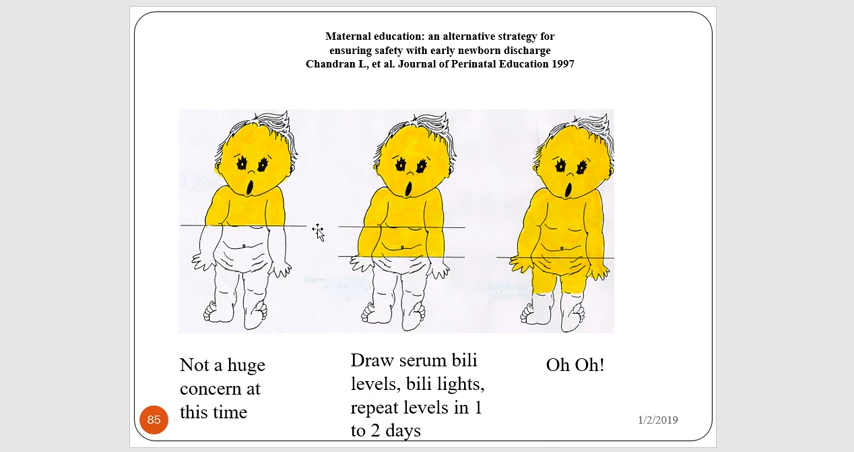 Maternal education: an alternative strategy for
ensuring safety with early newborn discharge
Chandran L, et al. Journal of Perinatal Education 1997
Not a huge
concern at
this time
Draw serum bili
levels, bili lights,
repeat levels in 1
to 2 days
Oh Oh!
85
1/2/2019